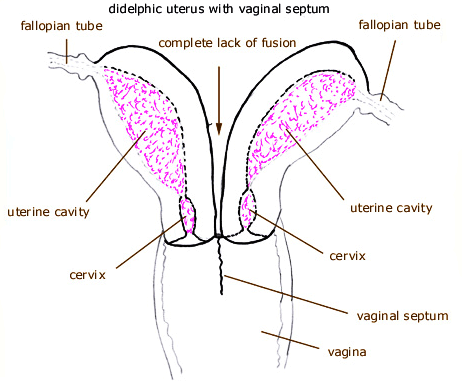 didelphic uterus with vaginal septum
fallopian tube
complete lack of fusion
fallopian tube
uterine cavity
uterine cavity
cervix
cervix
vaginal septum
vagina